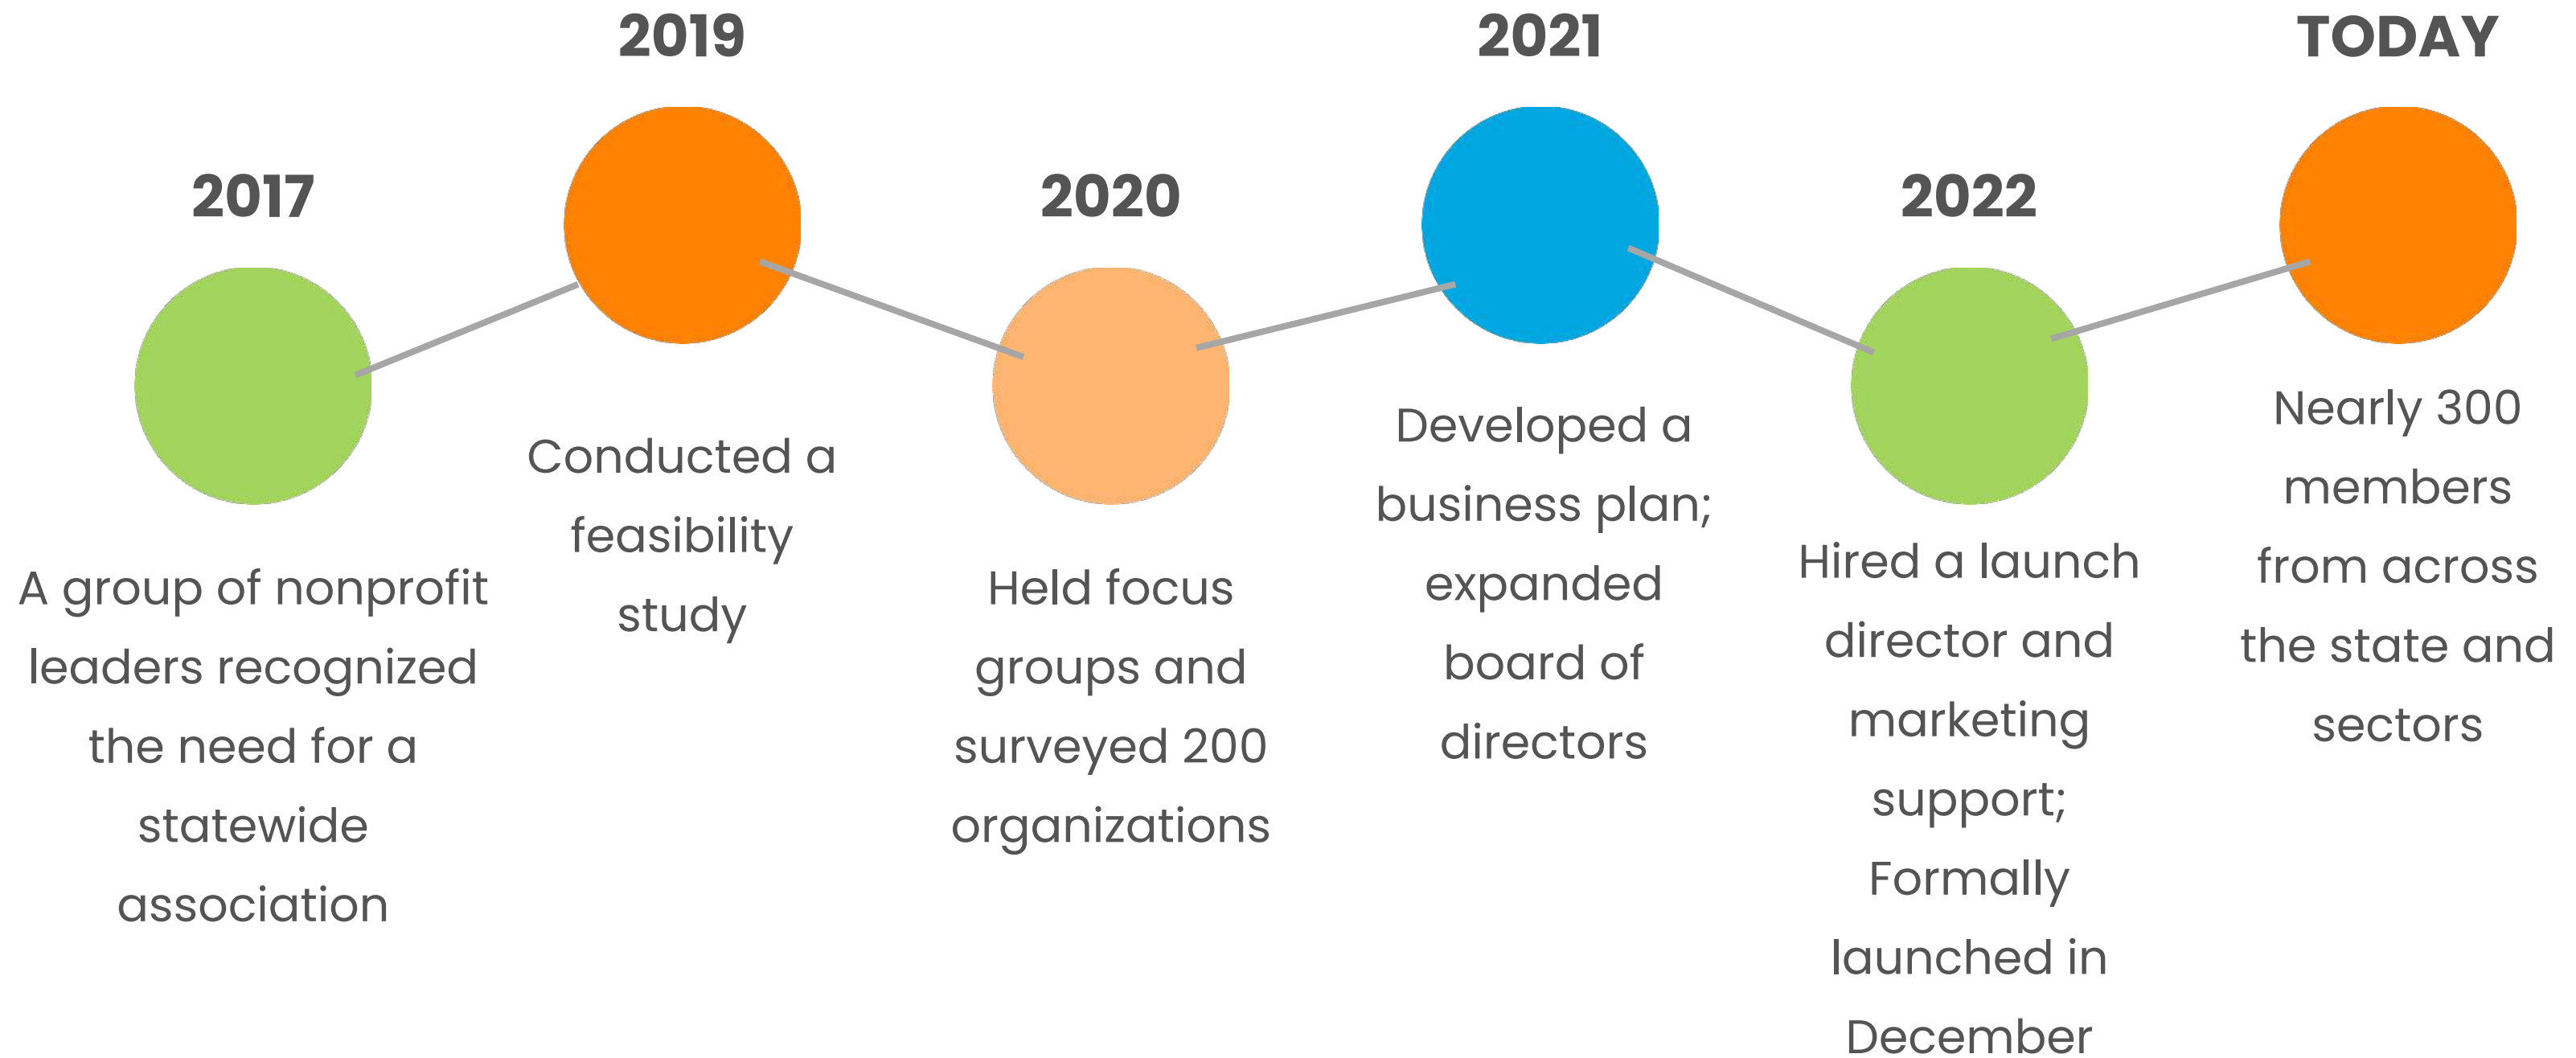 2017
A group of nonprofit
leaders recognized
the need for a
statewide
association
2019
Conducted a
feasibility
study
2020
Held focus
groups and
surveyed 200
organizations
2021
Developed a
business plan;
expanded
board of
directors
2022
Hired a launch
director and
marketing
support;
Formally
launched in
December
TODAY
Nearly 300
members
from across
the state and
sectors